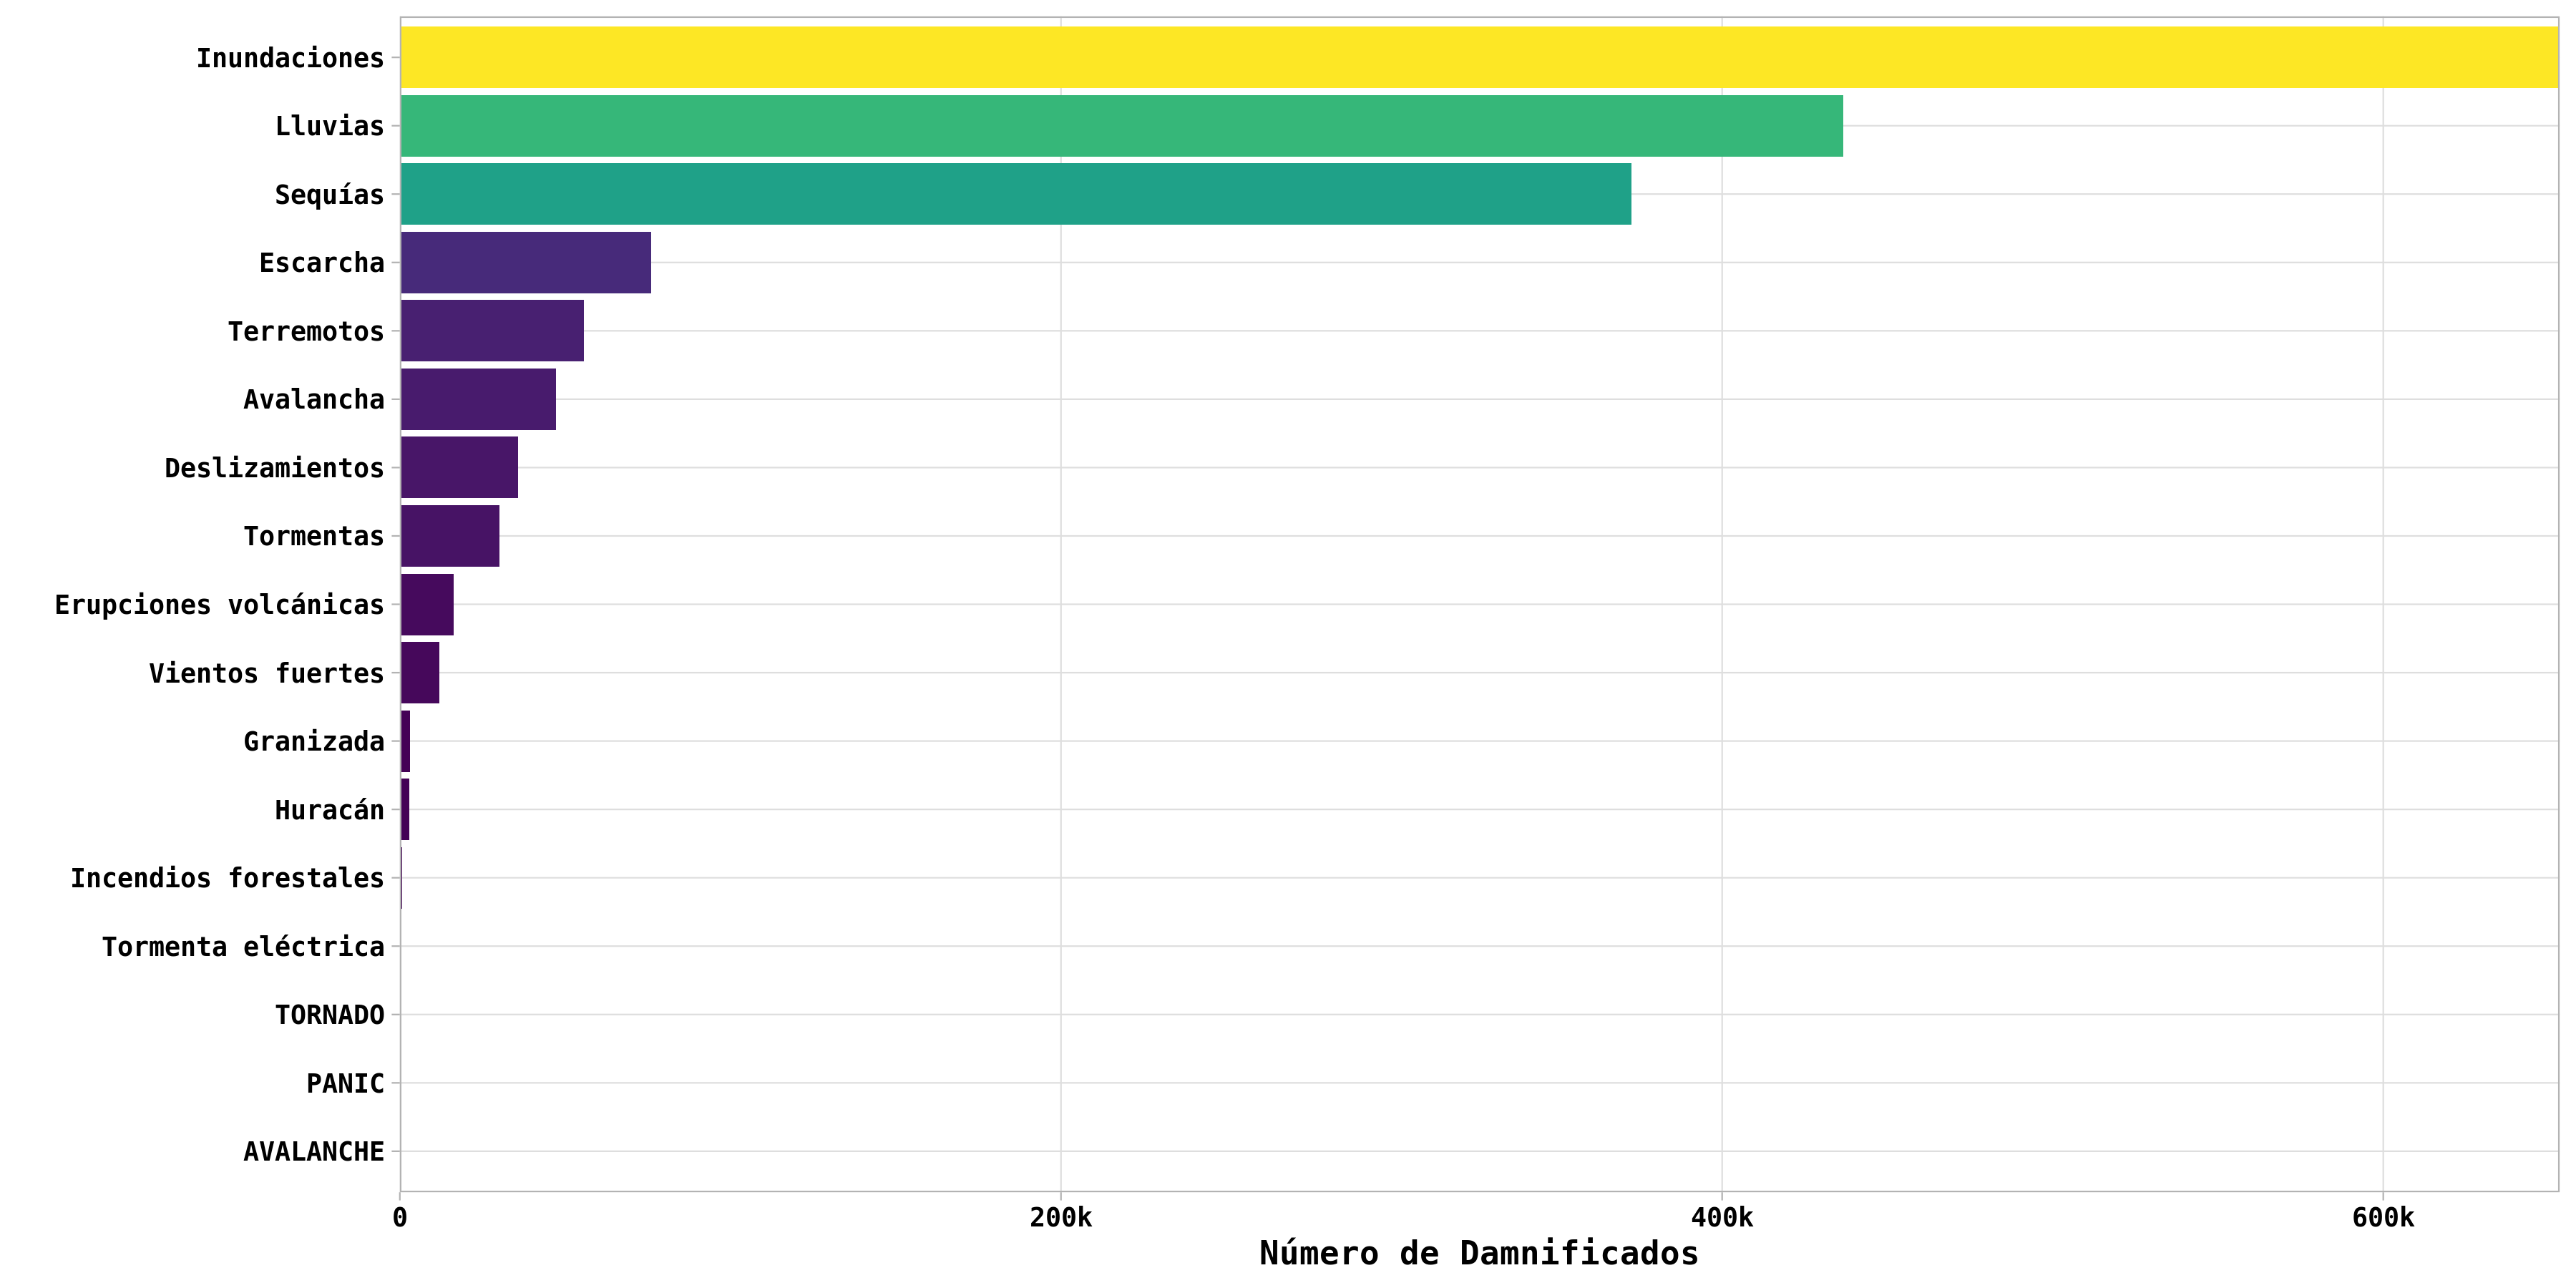 Inundaciones
Lluvias
Sequías
Escarcha
Terremotos
Avalancha
Deslizamientos
Tormentas
Erupciones volcánicas
Vientos fuertes
Granizada
Huracán
Incendios forestales
Tormenta eléctrica
TORNADO
PANIC
AVALANCHE
0 200k 400k 600k
Número de Damnificados